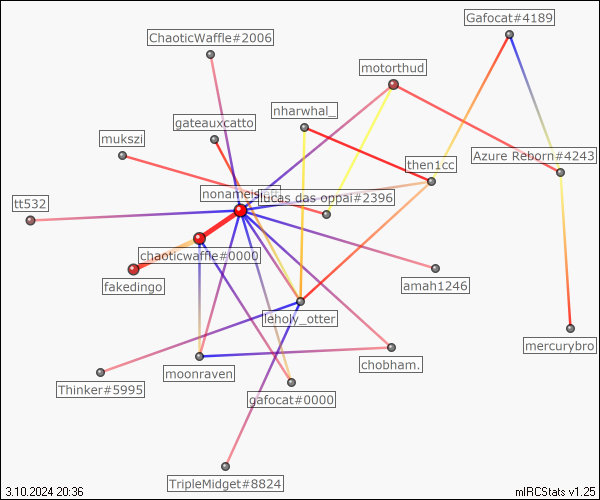 Gafocat#4189
ChaoticWaffle#2006
motorthud
nharwhal_
gateauxcatto
mukszi
Azure Reborn#4243
then1cc
lucas das oppai#2396
tt532
chaoticwaffle#0000
amah1246
fakedingo
leholy_otter
mercurybro
chobham.
moonraven
Thinker#5995
gafocat#0000
TripleMidget#8824
3.10.2024 20:36
mIRCStats v1.25